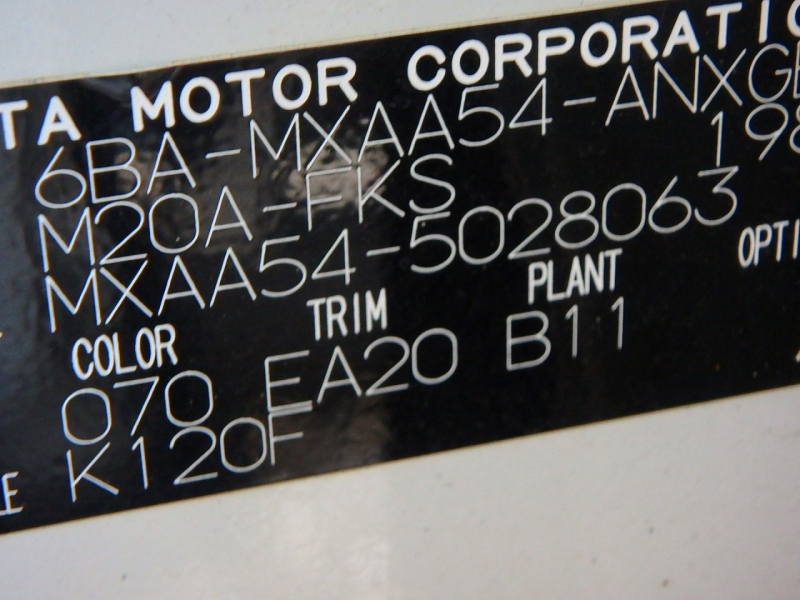 TA MOTOR CORPORATIO
6BA-MXAA54-ANXGB
M20A-FKS 198
MXAA54-5028063
COLOR TRIM PLANT OPTI
070 EA20 B11
K120F